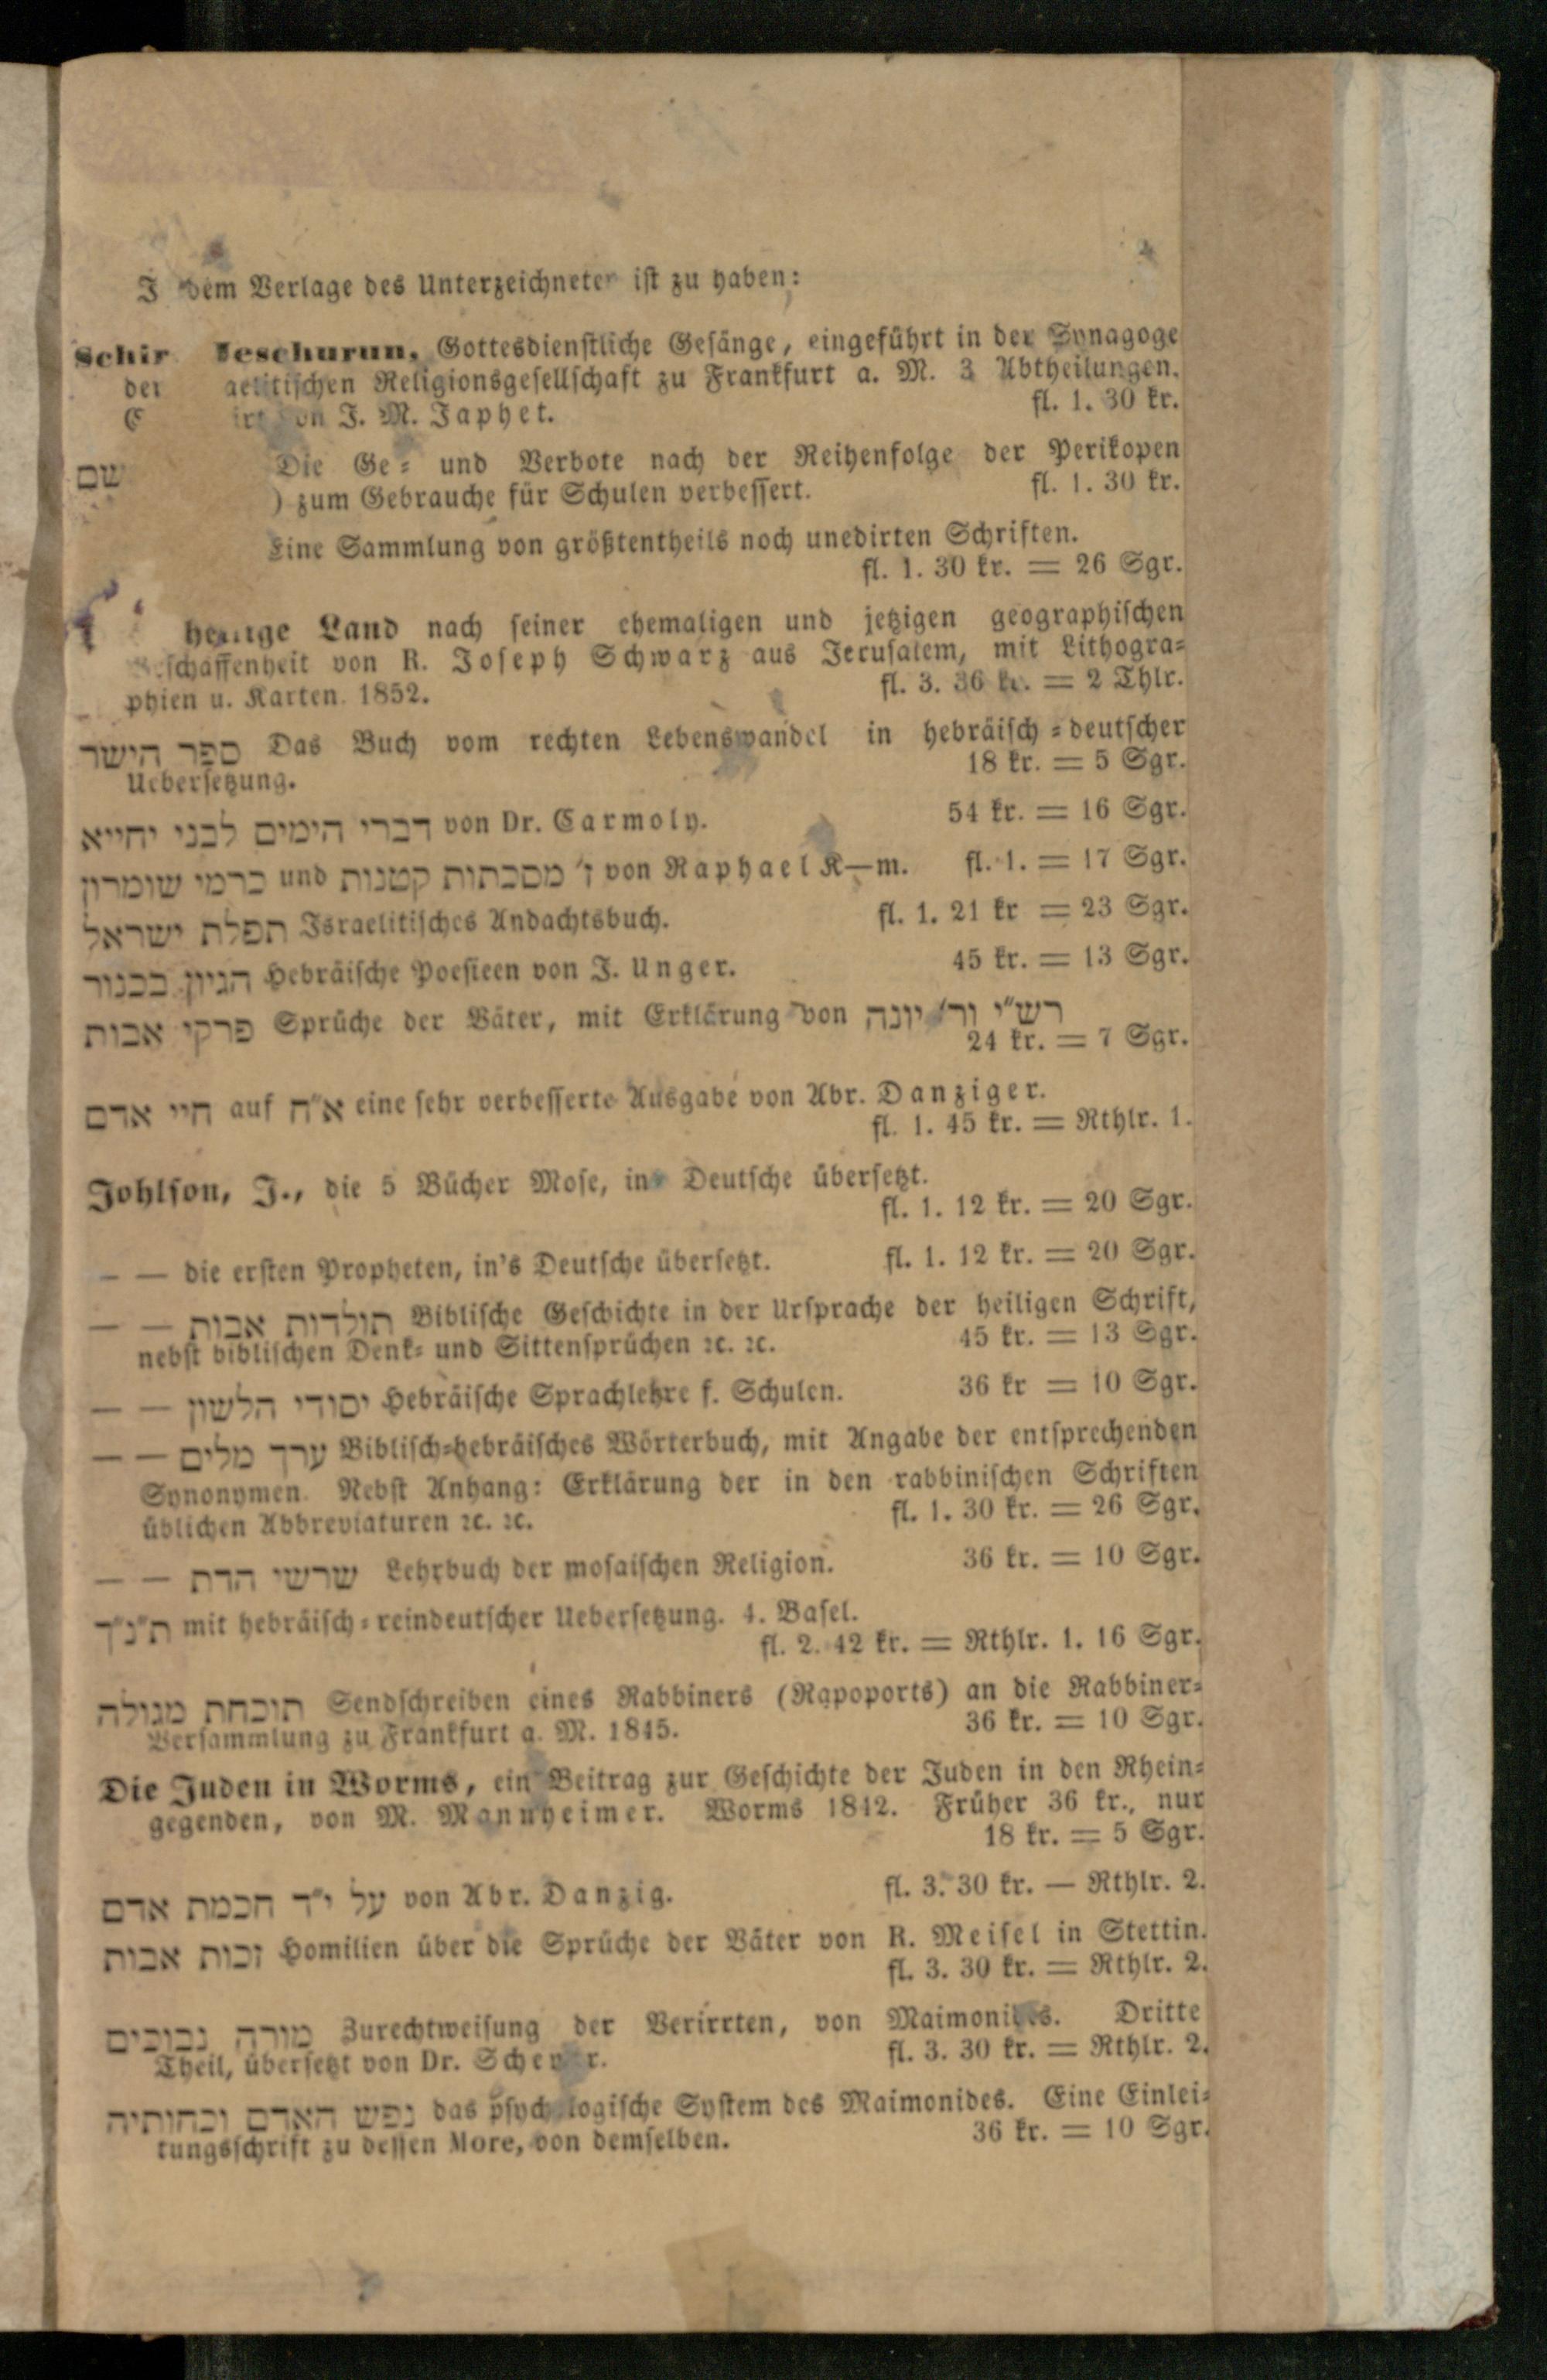 dem Verlage des Unterzeichneten ist zu haben:
Schir Jeschurun, Gottesdienstliche Gesänge, eingeführt in der Synagoge
der aelitischen Religionsgesellschaft zu Frankfurt a. M. 3 Abtheilungen.
von J. M. Japhet. fl. 1. 30 kr.
Die Ge= und Verbote nach der Reihenfolge der Perikopen
) zum Gebrauche für Schulen verbessert. fl. 1. 30 kr.
Eine Sammlung von größtentheils noch unedirten Schriften.
fl. 1. 30 kr. = 26 Sgr.
heilige Land nach seiner ehemaligen und jetzigen geographischen
Beschaffenheit von R. Joseph Schwarz aus Jerusalem, mit Lithogra=
phien u. Karten. 1852. fl. 3. 36 kr. = 2 Thlr.
ספר הישר Das Buch vom rechten Lebenswandel in hebräisch=deutscher
Uebersetzung. 18 kr. = 5 Sgr.
דברי הימים לבני יחייא von Dr. Carmoly. 54 kr. = 16 Sgr.
כרמי שומרון und ז' מסכתות קטנות von Raphael K—m. fl. 1. = 17 Sgr.
תפלת ישראל Israelitisches Andachtsbuch. fl. 1. 21 kr = 23 Sgr.
הגיון בכנור Hebräische Poesieen von J. Unger. 45 kr. = 13 Sgr.
פרקי אבות Sprüche der Väter, mit Erklärung von רש"י ור' יונה
24 kr. = 7 Sgr.
חיי אדם auf א"ח eine sehr verbesserte Ausgabe von Abr. Danziger.
fl. 1. 45 kr. = Rthlr. 1.
Johlson, J., die 5 Bücher Mose, ins Deutsche übersetzt.
fl. 1. 12 kr. = 20 Sgr.
— — die ersten Propheten, in's Deutsche übersetzt. fl. 1. 12 kr. = 20 Sgr.
— — תולדות אבות Biblische Geschichte in der Ursprache der heiligen Schrift,
nebst biblischen Denk= und Sittensprüchen ꝛc. ꝛc. 45 kr. = 13 Sgr.
— — יסודי הלשון Hebräische Sprachlehre f. Schulen. 36 kr = 10 Sgr.
— — ערך מלים Biblisch=hebräisches Wörterbuch, mit Angabe der entsprechenden
Synonymen. Nebst Anhang: Erklärung der in den rabbinischen Schriften
üblichen Abbreviaturen ꝛc. ꝛc. fl. 1. 30 kr. = 26 Sgr.
— — שרשי הדת Lehrbuch der mosaischen Religion. 36 kr. = 10 Sgr.
ת"נ"ך mit hebräisch=reindeutscher Uebersetzung. 4. Basel.
fl. 2. 42 kr. = Rthlr. 1. 16 Sgr.
תוכחת מגולה Sendschreiben eines Rabbiners (Rapoports) an die Rabbiner=
Versammlung zu Frankfurt a. M. 1845. 36 kr. = 10 Sgr.
Die Juden in Worms, ein Beitrag zur Geschichte der Juden in den Rhein=
gegenden, von M. Mannheimer. Worms 1842. Früher 36 kr., nur
18 kr. = 5 Sgr.
על י"ד חכמת אדם von Abr. Danzig. fl. 3. 30 kr. — Rthlr. 2.
זכות אבות Homilien über die Sprüche der Väter von R. Meisel in Stettin.
fl. 3. 30 kr. = Rthlr. 2.
מורה נבוכים Zurechtweisung der Verirrten, von Maimonides. Dritte
Theil, übersetzt von Dr. Scheyer. fl. 3. 30 kr. = Rthlr. 2.
נפש האדם וכחותיה das psychologische System des Maimonides. Eine Einlei=
tungsschrift zu dessen More, von demselben. 36 kr. = 10 Sgr.